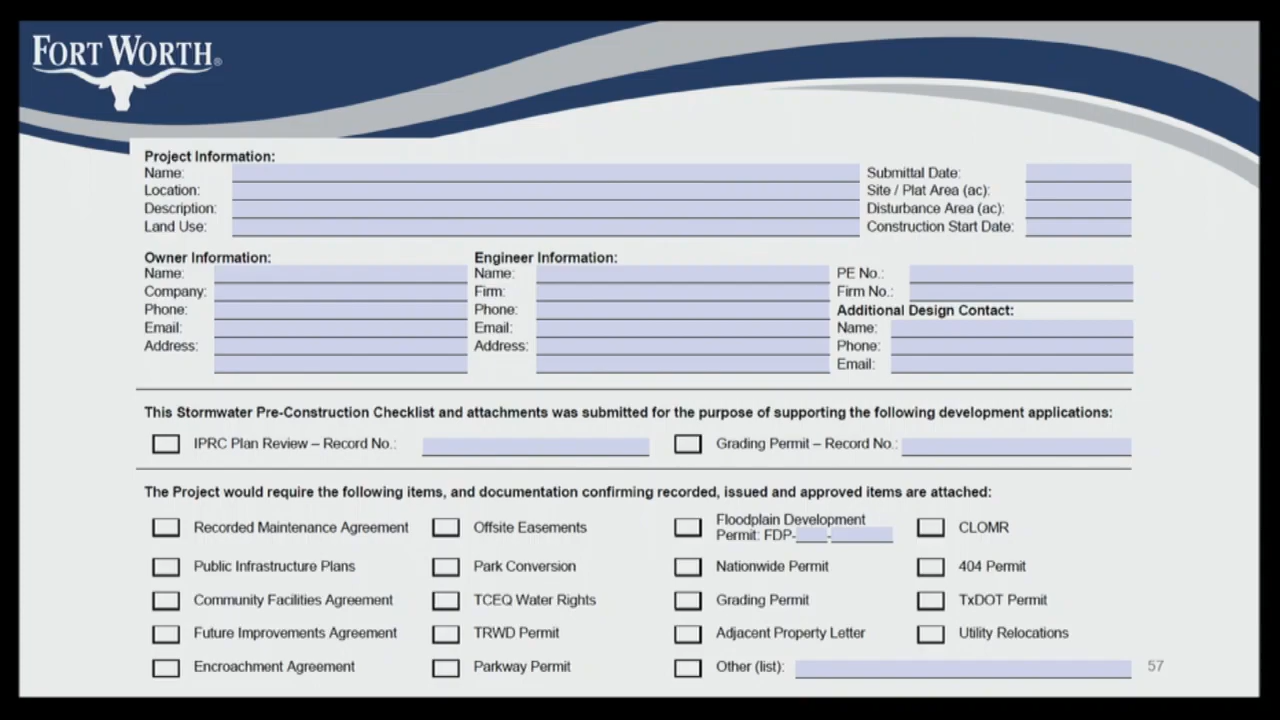 FORT WORTH®
Project Information:
Name: Submittal Date:
Location: Site / Plat Area (ac):
Description: Disturbance Area (ac):
Land Use: Construction Start Date:
Owner Information: Engineer Information:
Name: Name: PE No.:
Company: Firm: Firm No.:
Phone: Phone: Additional Design Contact:
Email: Email: Name:
Address: Address: Phone:
Email:
This Stormwater Pre-Construction Checklist and attachments was submitted for the purpose of supporting the following development applications:
IPRC Plan Review – Record No.: Grading Permit – Record No.:
The Project would require the following items, and documentation confirming recorded, issued and approved items are attached:
Recorded Maintenance Agreement Offsite Easements Floodplain Development CLOMR
Permit: FDP- -
Public Infrastructure Plans Park Conversion Nationwide Permit 404 Permit
Community Facilities Agreement TCEQ Water Rights Grading Permit TxDOT Permit
Future Improvements Agreement TRWD Permit Adjacent Property Letter Utility Relocations
Encroachment Agreement Parkway Permit Other (list): 57